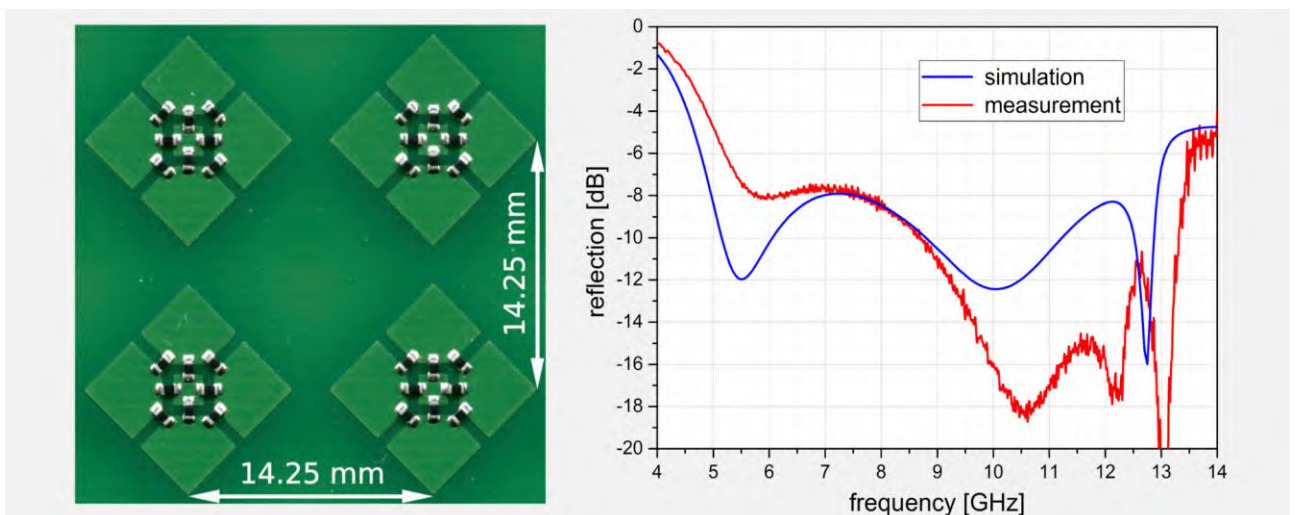 14.25 mm
14.25 mm
0
-2
-4
-6
-8
-10
-12
-14
-16
-18
-20
reflection [dB]
simulation
measurement
4 5 6 7 8 9 10 11 12 13 14
frequency [GHz]